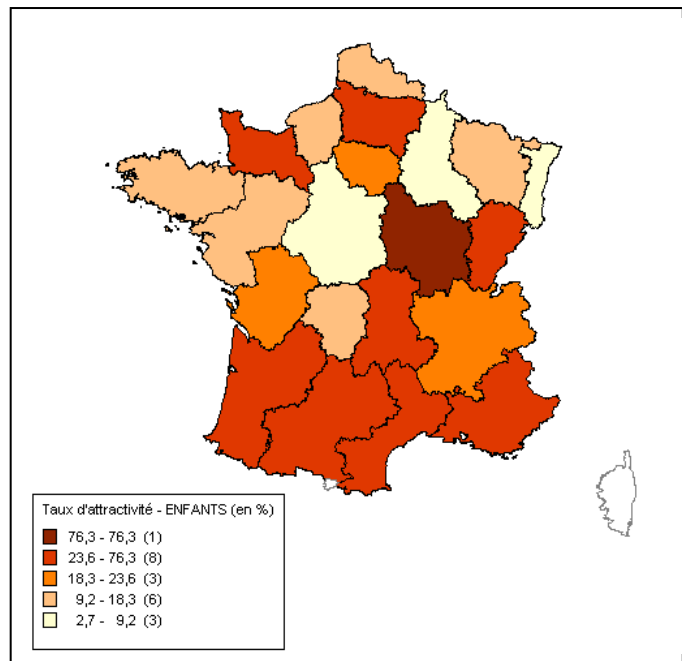 Taux d'attractivité - ENFANTS (en %)
76,3 - 76,3 (1)
23,6 - 76,3 (8)
18,3 - 23,6 (3)
9,2 - 18,3 (6)
2,7 - 9,2 (3)